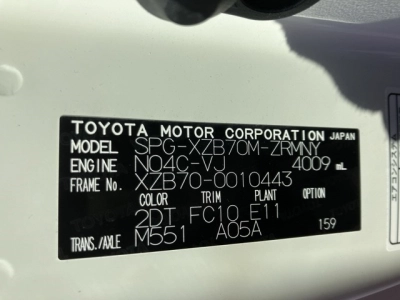 TOYOTA MOTOR CORPORATION JAPAN
MODEL SPG-XZB70M-ZRMNY
ENGINE N04C-VJ 4009 mL
FRAME No. XZB70-0010443
COLOR TRIM PLANT OPTION
2DT FC10 E11
TRANS./AXLE M551 A05A 159